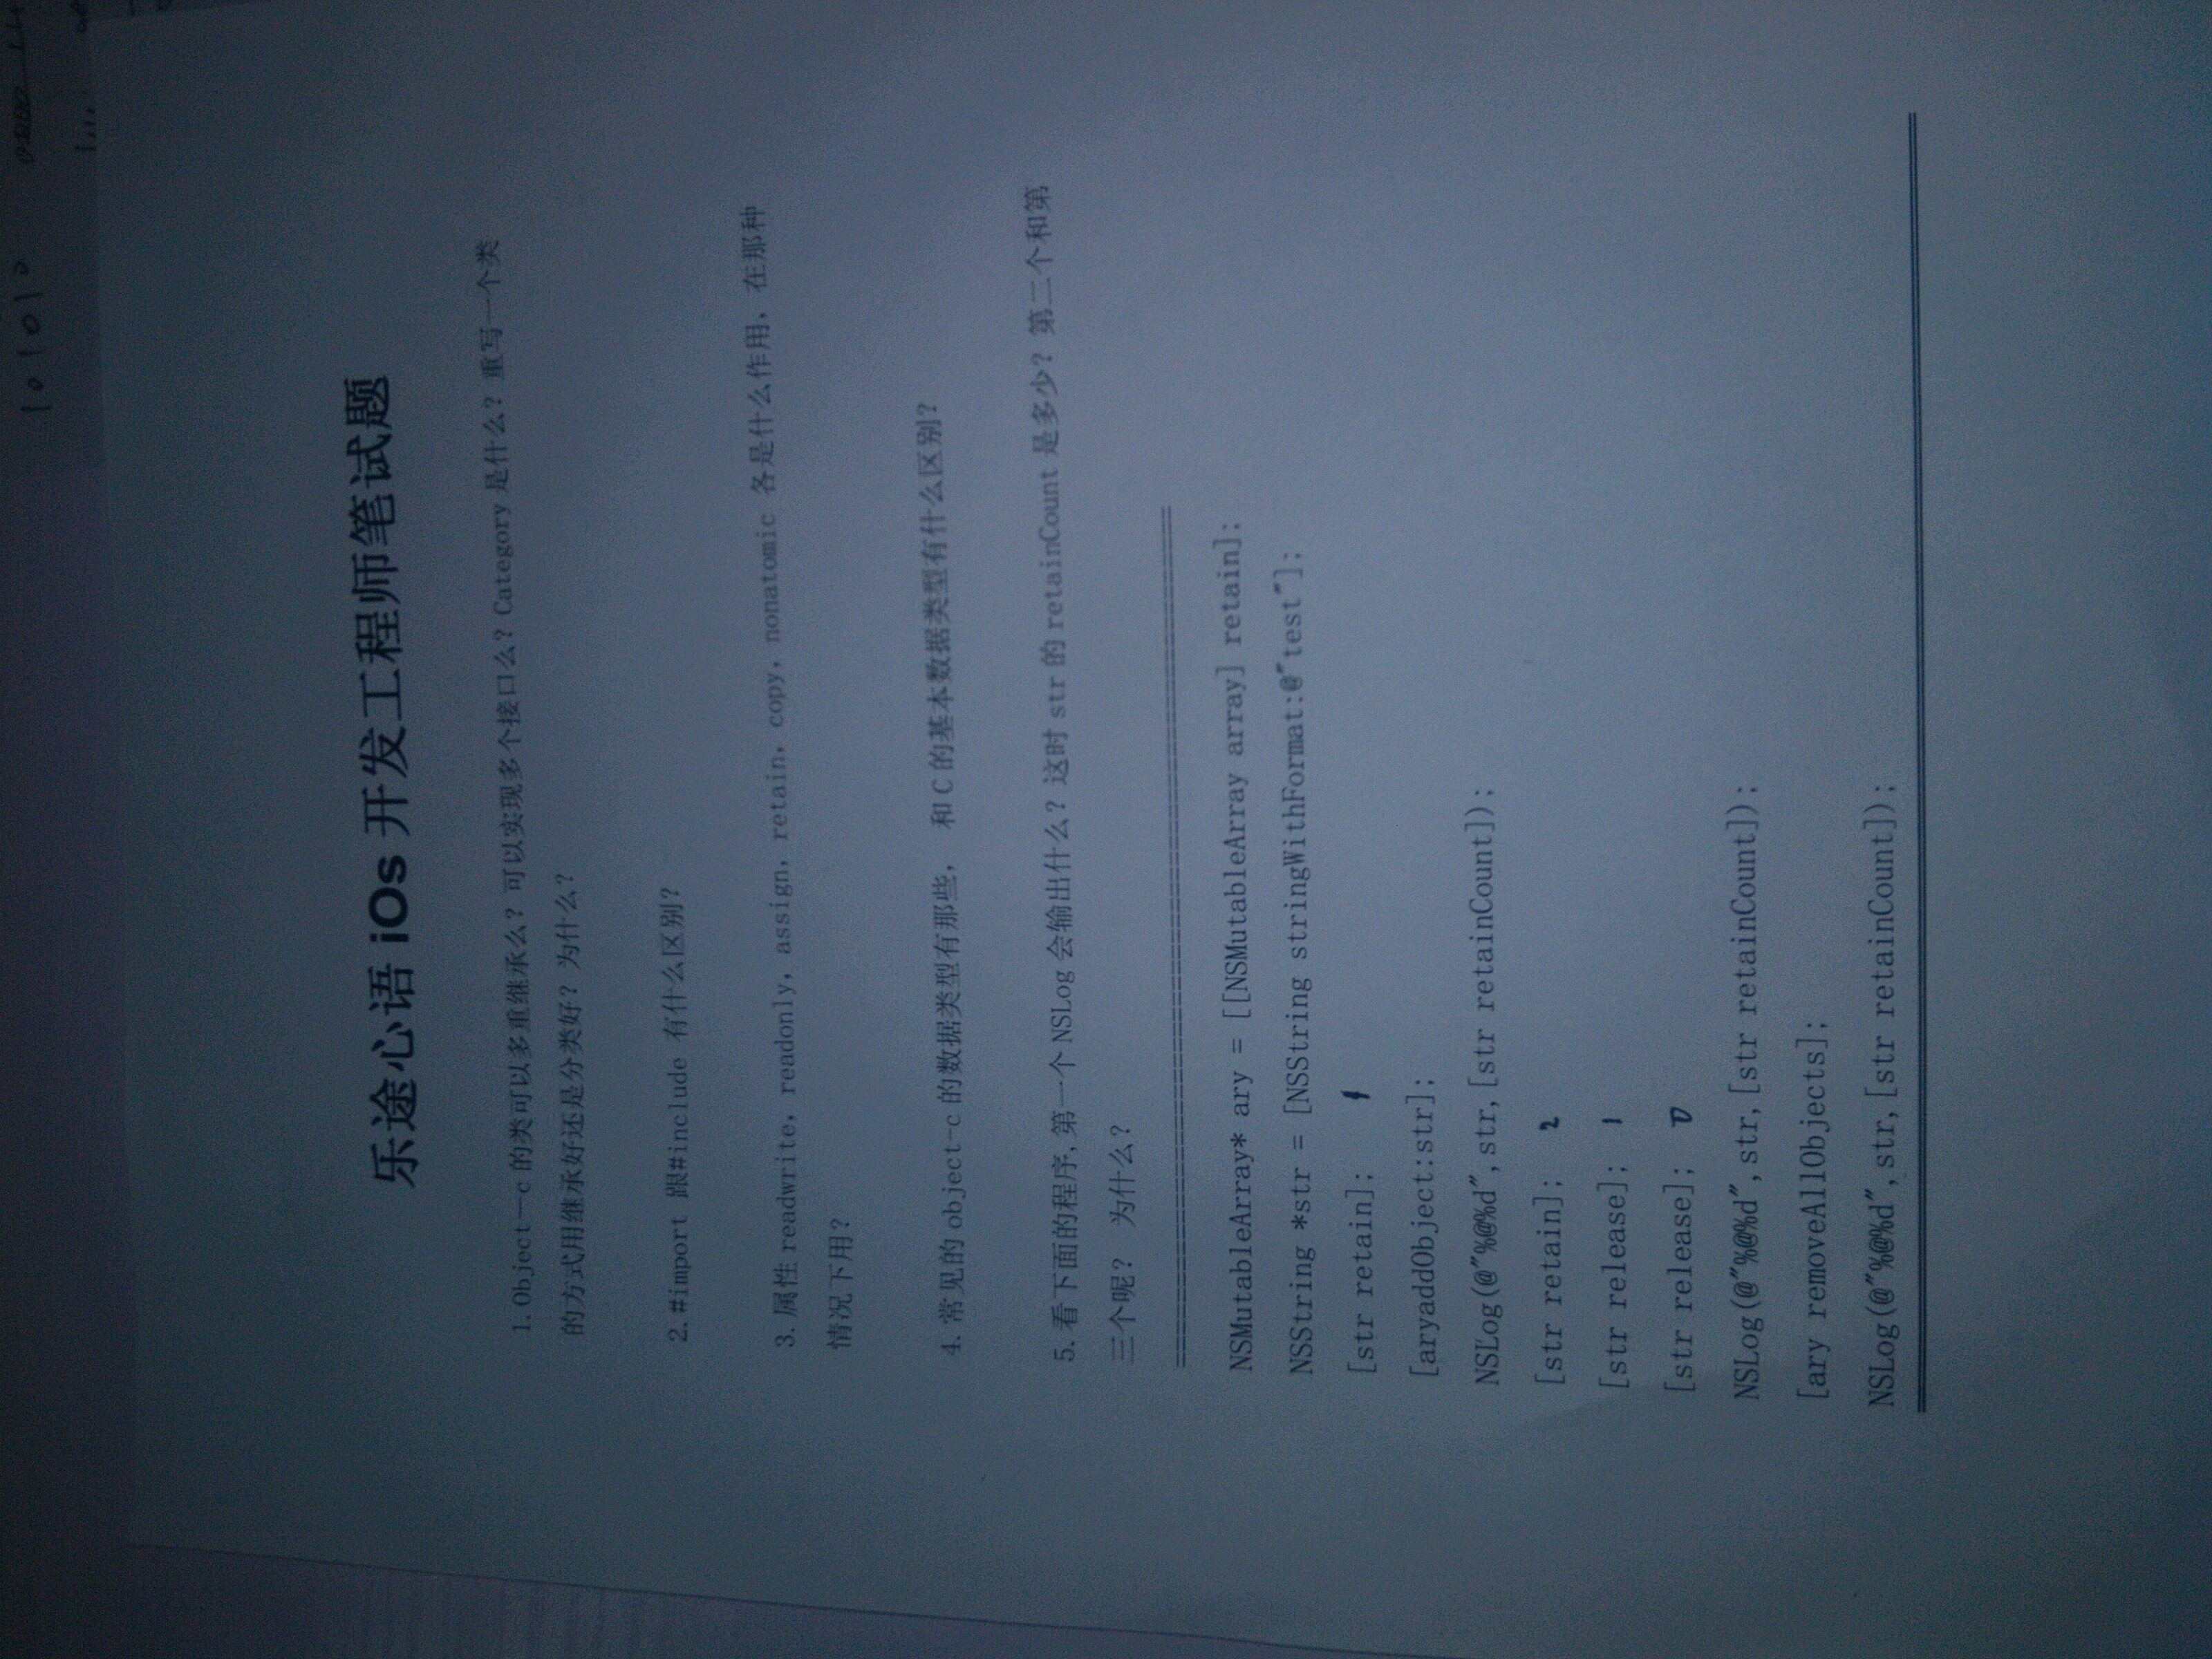 乐途心语 iOs 开发工程师笔试题
1. Object-c 的类可以多重继承么？可以实现多个接口么？Category 是什么？重写一个类
的方式用继承好还是分类好？为什么？
2. #import 跟#include 有什么区别？
3. 属性 readwrite, readonly, assign, retain, copy, nonatomic 各是什么作用，在那种
情况下用？
4. 常见的 object-c 的数据类型有那些， 和 C 的基本数据类型有什么区别？
5. 看下面的程序,第一个 NSLog 会输出什么？这时 str 的 retainCount 是多少？第二个和第
三个呢？ 为什么？
NSMutableArray* ary = [[NSMutableArray array] retain];
NSString *str = [NSString stringWithFormat:@"test"];
[str retain]; 1
[aryaddObject:str];
NSLog(@"%@%d",str,[str retainCount]);
[str retain]; 2
[str release]; 1
[str release]; 0
NSLog(@"%@%d",str,[str retainCount]);
[ary removeAllObjects];
NSLog(@"%@%d",str,[str retainCount]);
1 0 1 0 1 0